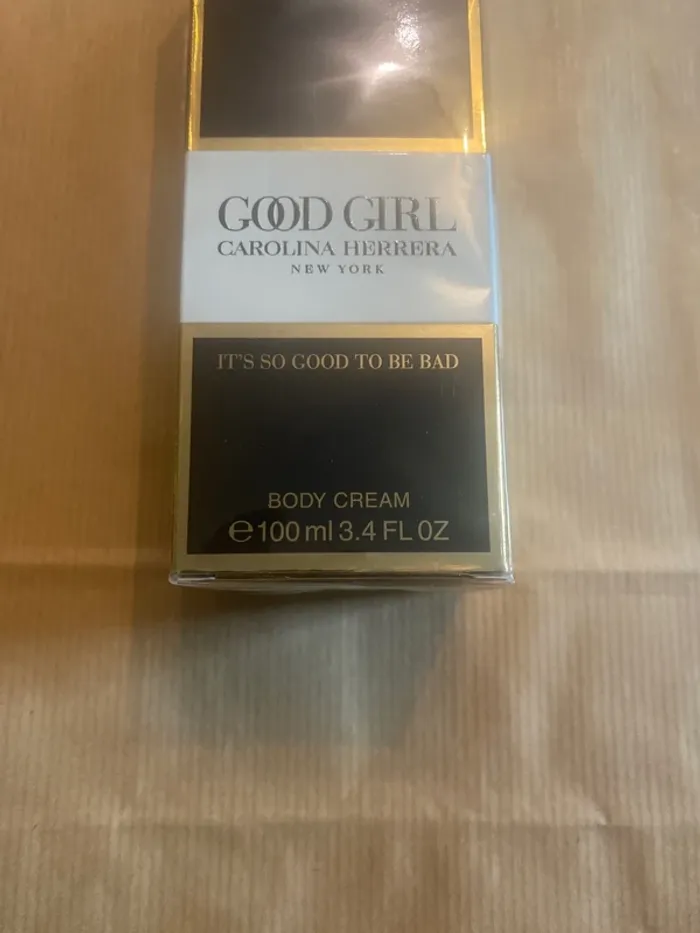 GOOD GIRL
CAROLINA HERRERA
NEW YORK
IT'S SO GOOD TO BE BAD
BODY CREAM
℮100 ml 3.4 FL OZ